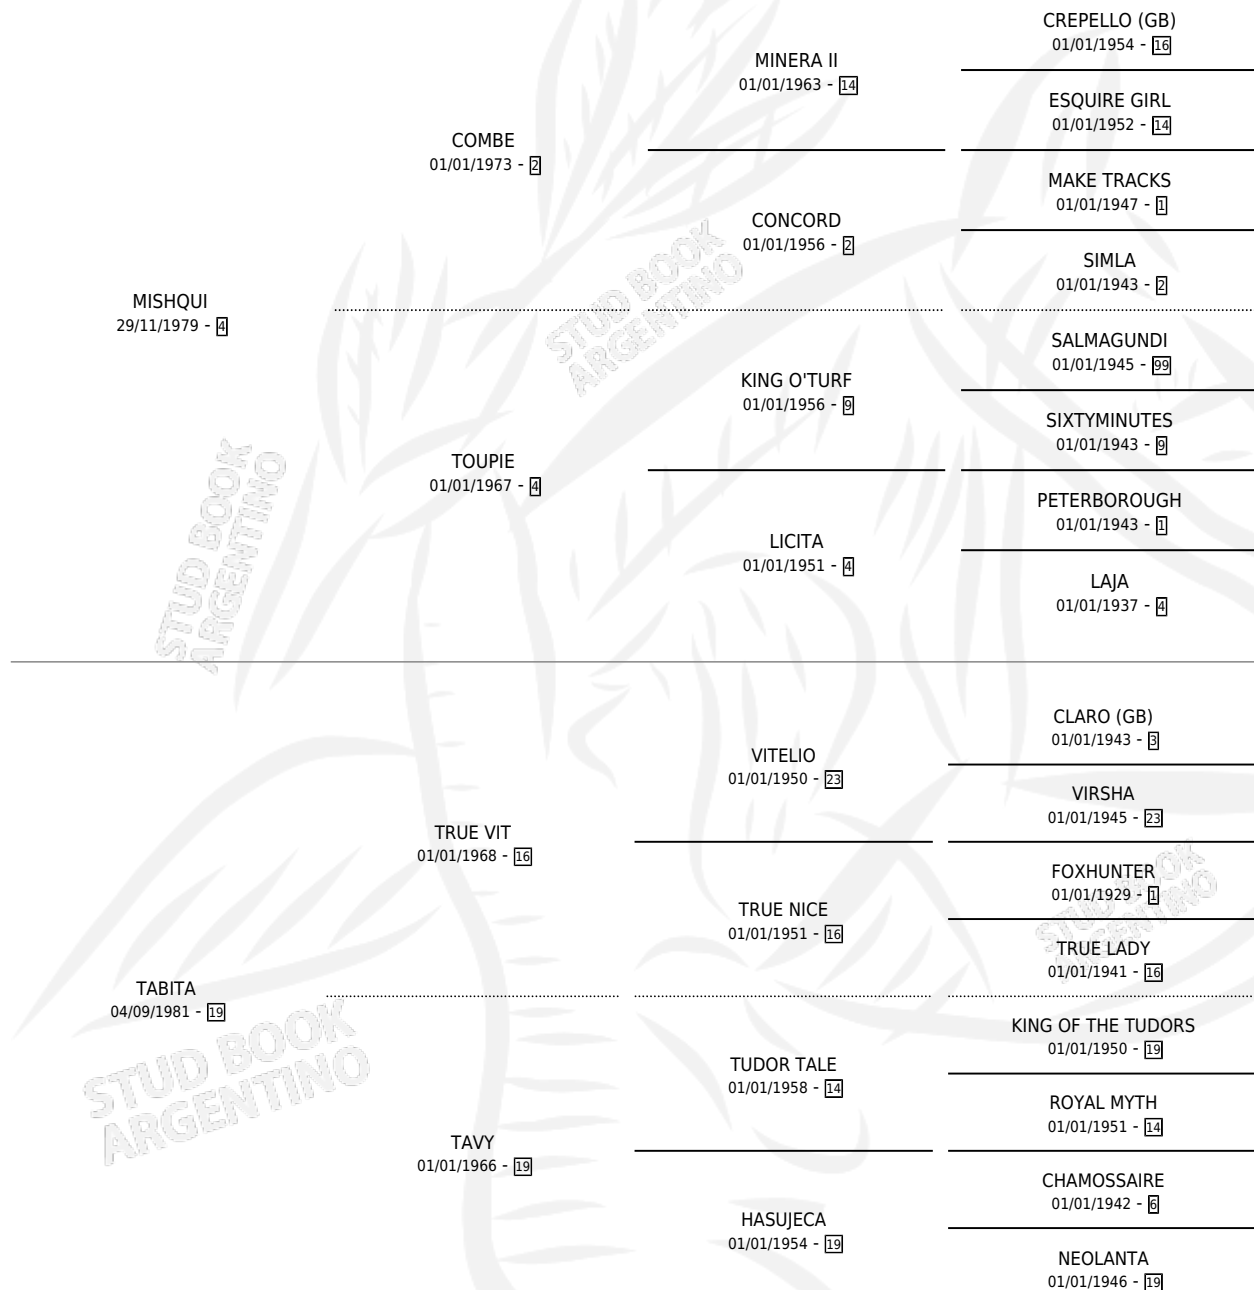 CREPELLO (GB)
01/01/1954 - 16
MINERA II
01/01/1963 - 14
ESQUIRE GIRL
01/01/1952 - 14
COMBE
01/01/1973 - 2
MAKE TRACKS
01/01/1947 - 1
CONCORD
01/01/1956 - 2
SIMLA
01/01/1943 - 2
MISHQUI
29/11/1979 - 4
SALMAGUNDI
01/01/1945 - 99
KING O'TURF
01/01/1956 - 9
SIXTYMINUTES
01/01/1943 - 9
TOUPIE
01/01/1967 - 4
PETERBOROUGH
01/01/1943 - 1
LICITA
01/01/1951 - 4
LAJA
01/01/1937 - 4
STUD BOOK
ARGENTINO
STUD BOOK
ARGENTINO
CLARO (GB)
01/01/1943 - 3
VITELIO
01/01/1950 - 23
VIRSHA
01/01/1945 - 23
TRUE VIT
01/01/1968 - 16
FOXHUNTER
01/01/1929 - 1
TRUE NICE
01/01/1951 - 16
TRUE LADY
01/01/1941 - 16
TABITA
04/09/1981 - 19
KING OF THE TUDORS
01/01/1950 - 19
TUDOR TALE
01/01/1958 - 14
ROYAL MYTH
01/01/1951 - 14
TAVY
01/01/1966 - 19
CHAMOSSAIRE
01/01/1942 - 6
HASUJECA
01/01/1954 - 19
NEOLANTA
01/01/1946 - 19
STUD BOOK
ARGENTINO
STUD BOOK
ARGENTINO